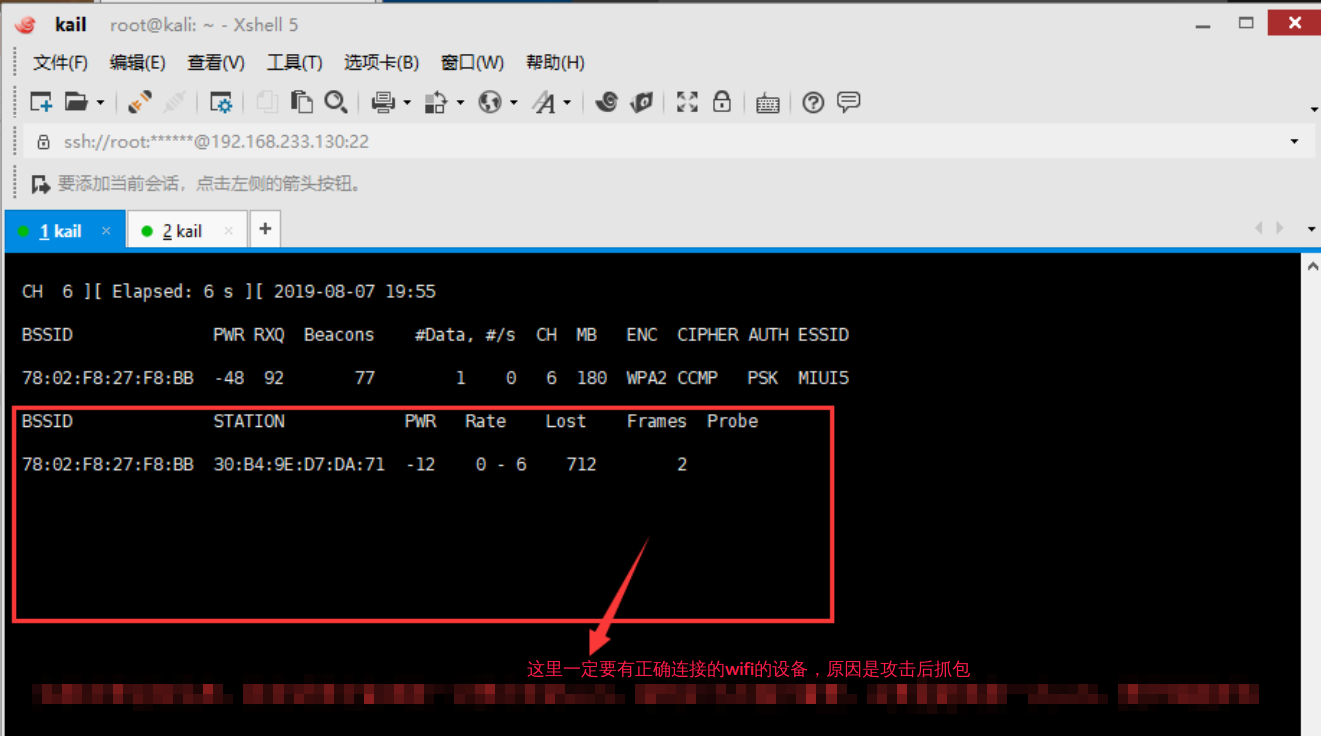 kail root@kali: ~ - Xshell 5
文件(F) 编辑(E) 查看(V) 工具(T) 选项卡(B) 窗口(W) 帮助(H)
ssh://root:******@192.168.233.130:22
要添加当前会话，点击左侧的箭头按钮。
1 kail × 2 kail × +
CH 6 ][ Elapsed: 6 s ][ 2019-08-07 19:55
BSSID PWR RXQ Beacons #Data, #/s CH MB ENC CIPHER AUTH ESSID
78:02:F8:27:F8:BB -48 92 77 1 0 6 180 WPA2 CCMP PSK MIUI5
BSSID STATION PWR Rate Lost Frames Probe
78:02:F8:27:F8:BB 30:B4:9E:D7:DA:71 -12 0 - 6 712 2
这里一定要有正确连接的wifi的设备，原因是攻击后抓包